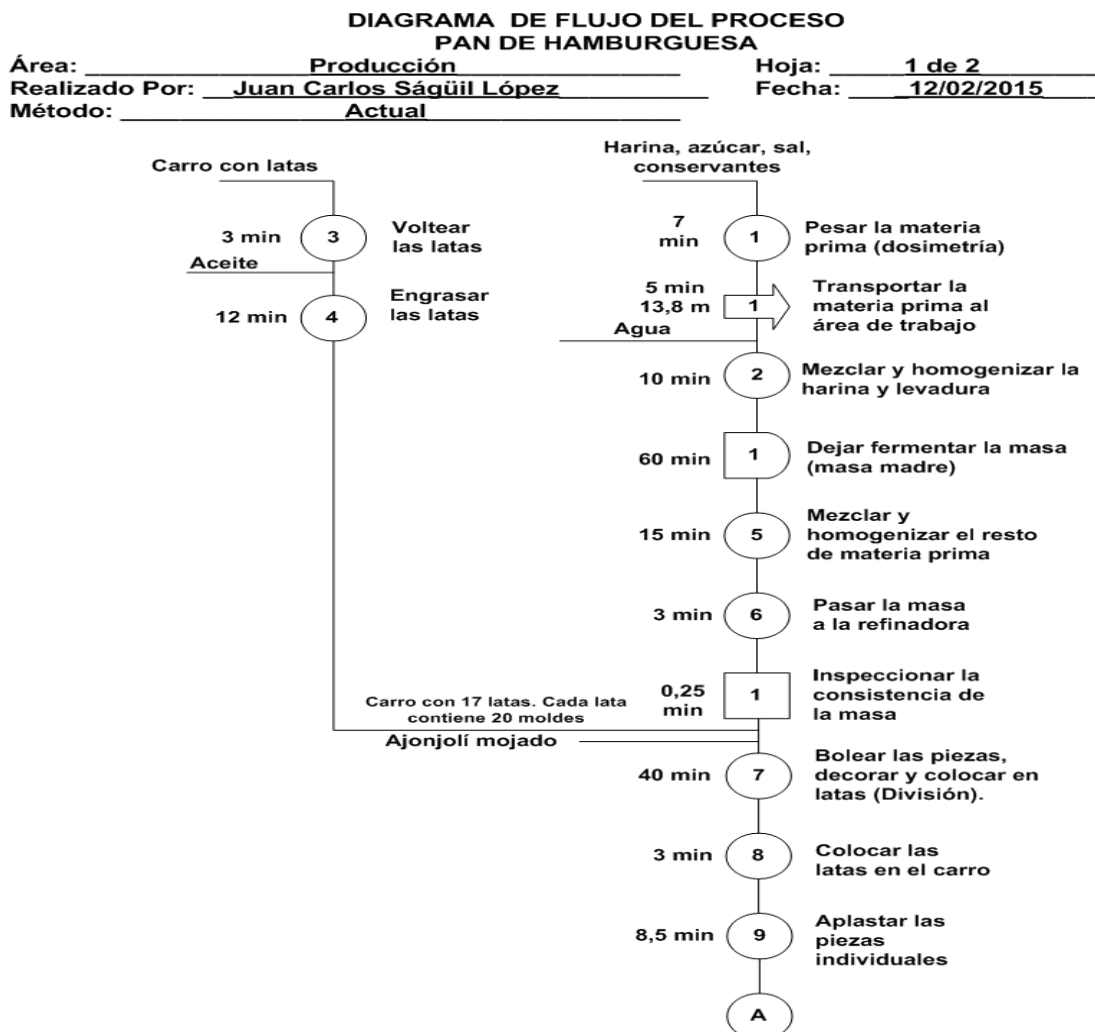 DIAGRAMA DE FLUJO DEL PROCESO
PAN DE HAMBURGUESA
Área: Producción
Hoja: 1 de 2
Realizado Por: Juan Carlos Ságüil López
Fecha: 12/02/2015
Método: Actual
Carro con latas
3 min
3
Voltear
las latas
Aceite
12 min
4
Engrasar
las latas
Harina, azúcar, sal,
conservantes
7
min
1
Pesar la materia
prima (dosimetría)
5 min
13,8 m
1
Transportar la
materia prima al
área de trabajo
Agua
10 min
2
Mezclar y homogenizar la
harina y levadura
60 min
1
Dejar fermentar la masa
(masa madre)
15 min
5
Mezclar y
homogenizar el resto
de materia prima
3 min
6
Pasar la masa
a la refinadora
0,25
min
1
Inspeccionar la
consistencia de
la masa
Carro con 17 latas. Cada lata
contiene 20 moldes
Ajonjolí mojado
40 min
7
Bolear las piezas,
decorar y colocar en
latas (División).
3 min
8
Colocar las
latas en el carro
8,5 min
9
Aplastar las
piezas
individuales
A